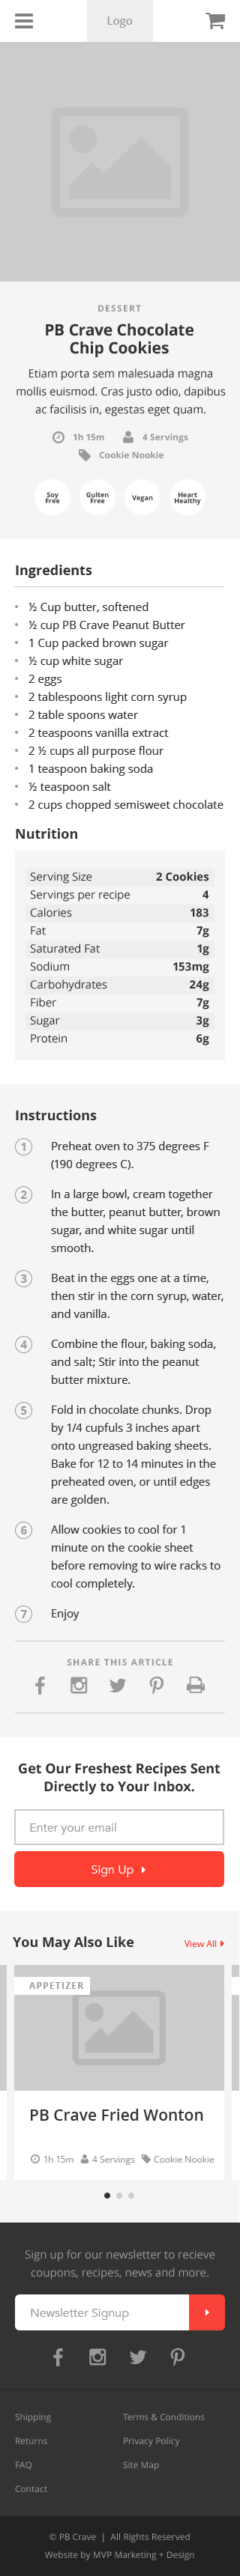 Logo
DESSERT
PB Crave Chocolate
Chip Cookies
Etiam porta sem malesuada magna
mollis euismod. Cras justo odio, dapibus
ac facilisis in, egestas eget quam.
1h 15m 4 Servings
Cookie Nookie
Soy
Free
Gulten
Free
Vegan
Heart
Healthy
Ingredients
• ½ Cup butter, softened
• ½ cup PB Crave Peanut Butter
• 1 Cup packed brown sugar
• ½ cup white sugar
• 2 eggs
• 2 tablespoons light corn syrup
• 2 table spoons water
• 2 teaspoons vanilla extract
• 2 ½ cups all purpose flour
• 1 teaspoon baking soda
• ½ teaspoon salt
• 2 cups chopped semisweet chocolate
Nutrition
Serving Size 2 Cookies
Servings per recipe 4
Calories 183
Fat 7g
Saturated Fat 1g
Sodium 153mg
Carbohydrates 24g
Fiber 7g
Sugar 3g
Protein 6g
Instructions
1 Preheat oven to 375 degrees F
(190 degrees C).
2 In a large bowl, cream together
the butter, peanut butter, brown
sugar, and white sugar until
smooth.
3 Beat in the eggs one at a time,
then stir in the corn syrup, water,
and vanilla.
4 Combine the flour, baking soda,
and salt; Stir into the peanut
butter mixture.
5 Fold in chocolate chunks. Drop
by 1/4 cupfuls 3 inches apart
onto ungreased baking sheets.
Bake for 12 to 14 minutes in the
preheated oven, or until edges
are golden.
6 Allow cookies to cool for 1
minute on the cookie sheet
before removing to wire racks to
cool completely.
7 Enjoy
SHARE THIS ARTICLE
Get Our Freshest Recipes Sent
Directly to Your Inbox.
Enter your email
Sign Up
You May Also Like View All
APPETIZER
PB Crave Fried Wonton
1h 15m 4 Servings Cookie Nookie
Sign up for our newsletter to recieve
coupons, recipes, news and more.
Newsletter Signup
Shipping Terms & Conditions
Returns Privacy Policy
FAQ Site Map
Contact
© PB Crave | All Rights Reserved
Website by MVP Marketing + Design